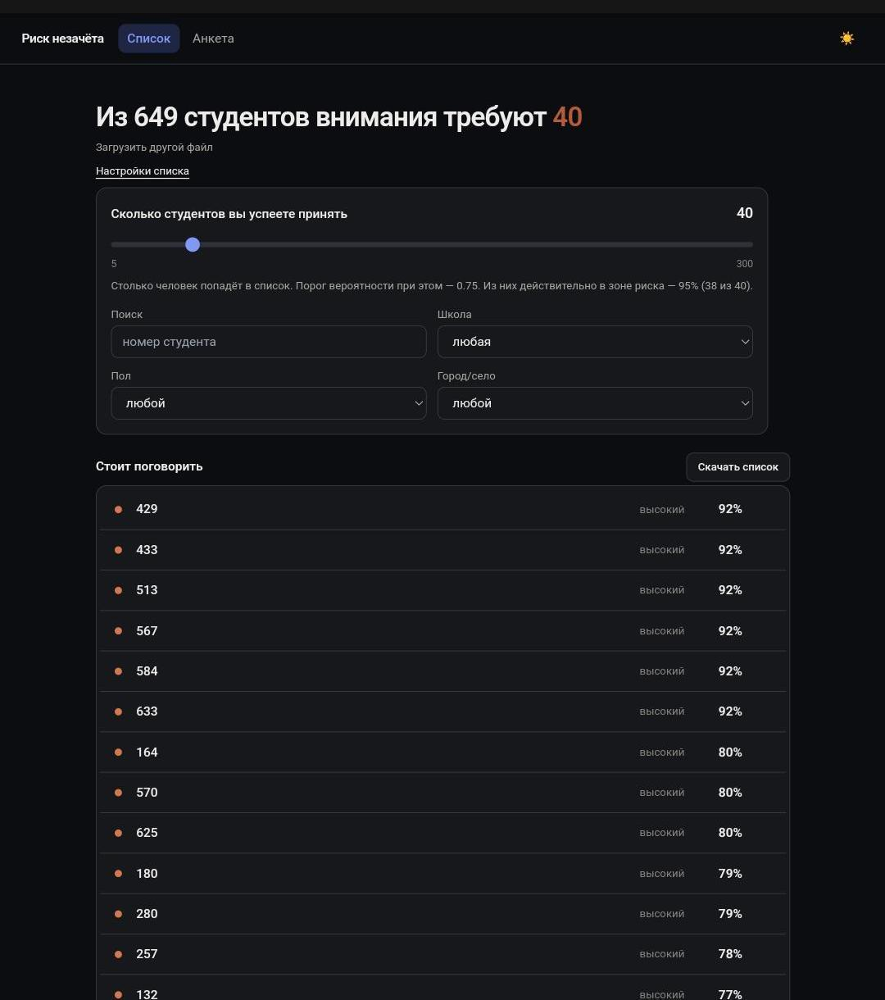 Риск незачёта Список Анкета
Из 649 студентов внимания требуют 40
Загрузить другой файл
Настройки списка
Сколько студентов вы успеете принять 40
5 300
Столько человек попадёт в список. Порог вероятности при этом — 0.75. Из них действительно в зоне риска — 95% (38 из 40).
Поиск Школа
номер студента любая
Пол Город/село
любой любой
Стоит поговорить Скачать список
429 высокий 92%
433 высокий 92%
513 высокий 92%
567 высокий 92%
584 высокий 92%
633 высокий 92%
164 высокий 80%
570 высокий 80%
625 высокий 80%
180 высокий 79%
280 высокий 79%
257 высокий 78%
132 высокий 77%